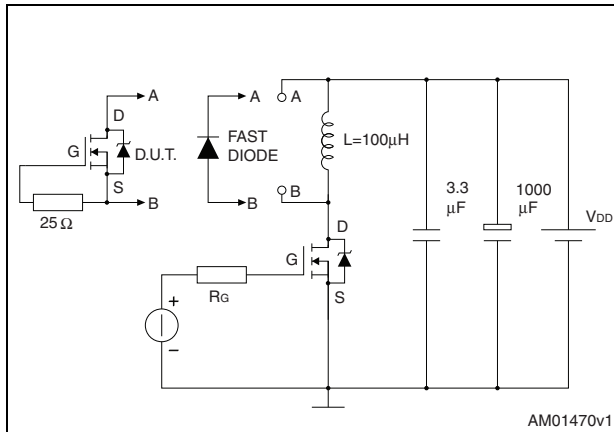 A
D
G
D.U.T.
S
B
25 Ω
A
FAST
DIODE
B
A
B
L=100μH
D
G
S
RG
+
–
3.3
μF
1000
μF
VDD
AM01470v1